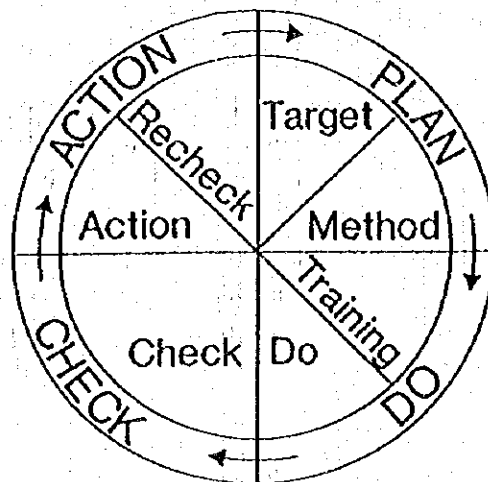 ACTION
PLAN
Recheck
Target
Action
Method
Training
Check
Do
CHECK
DO